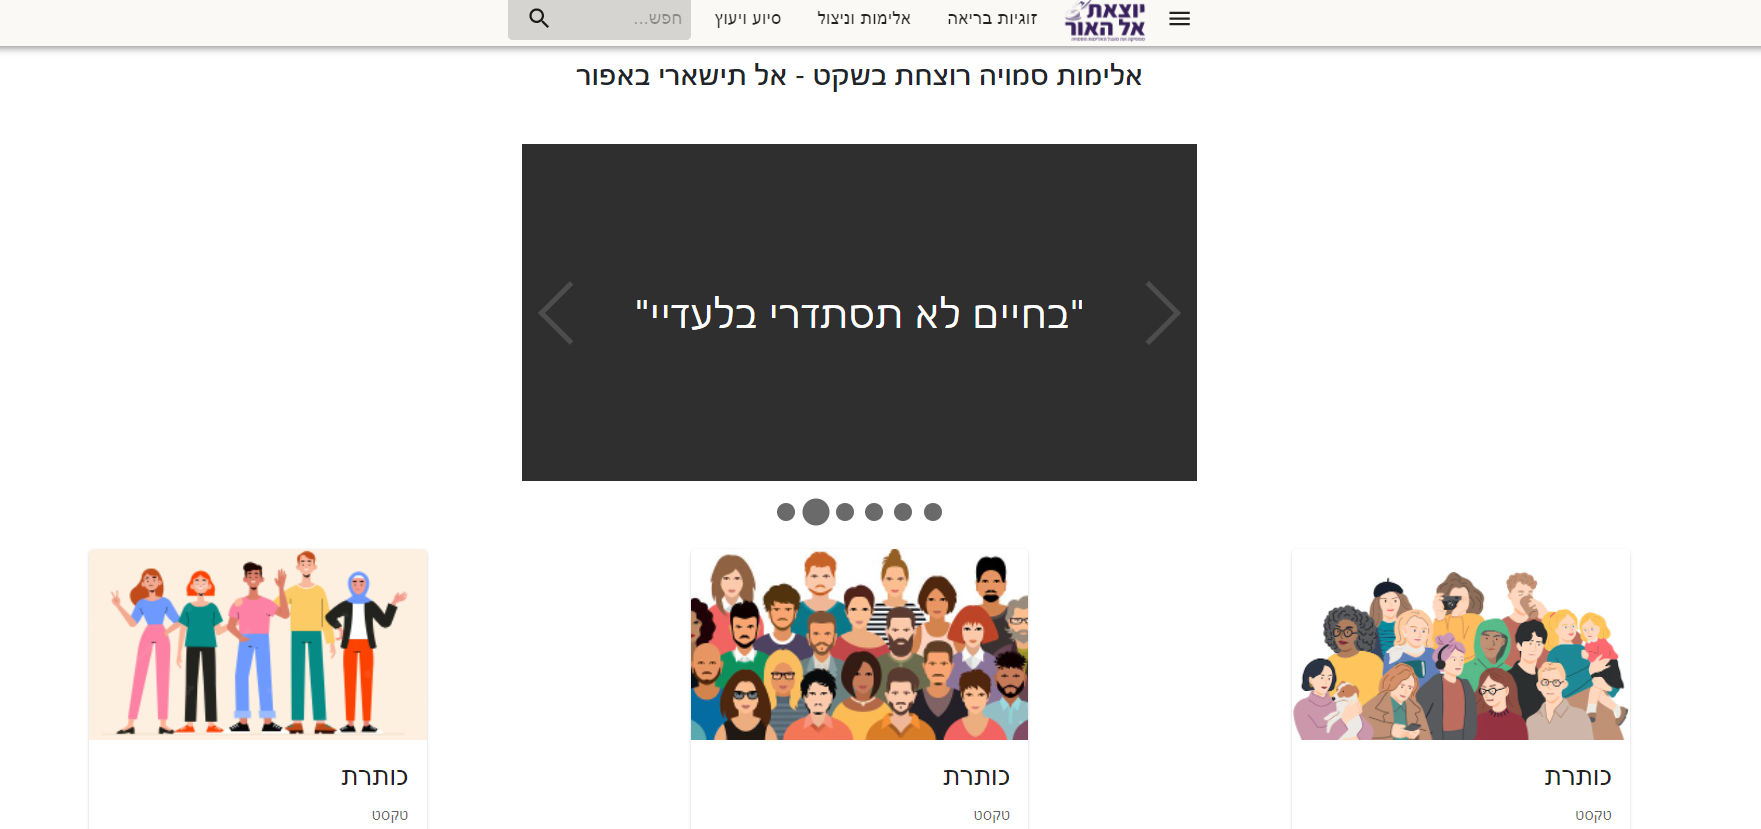 יוצאת
אל האור
זוגיות בריאה
אלימות וניצול
סיוע ויעוץ
חפש...
אלימות סמויה רוצחת בשקט - אל תישארי באפור
"בחיים לא תסתדרי בלעדיי"
כותרת
טקסט
כותרת
טקסט
כותרת
טקסט